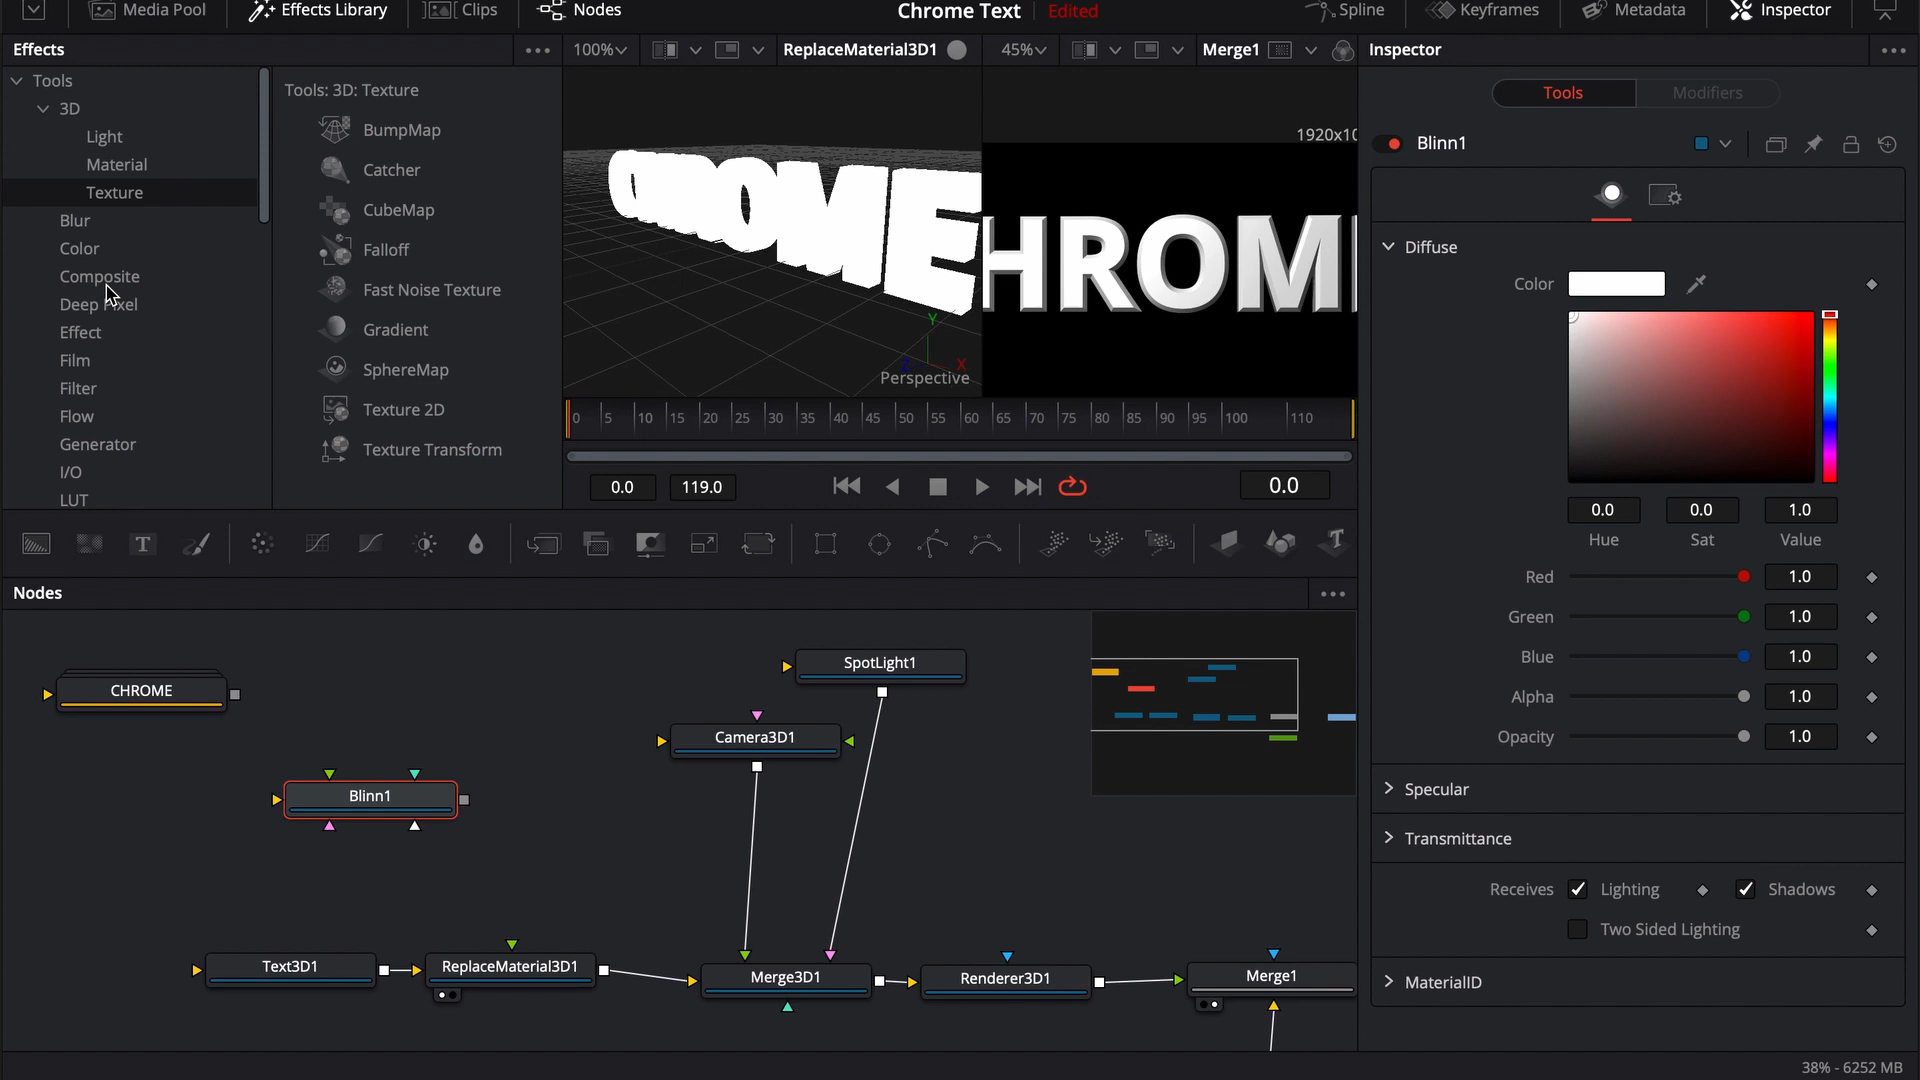 Media Pool
Effects Library
Clips
Nodes
Chrome Text
Edited
Spline
Keyframes
Metadata
Inspector
Effects
100%
ReplaceMaterial3D1
45%
Merge1
Inspector
Tools
3D
Light
Material
Texture
Blur
Color
Composite
Deep Pixel
Effect
Film
Filter
Flow
Generator
I/O
LUT
Tools: 3D: Texture
BumpMap
Catcher
CubeMap
Falloff
Fast Noise Texture
Gradient
SphereMap
Texture 2D
Texture Transform
CHROME
Y
Z
X
Perspective
1920x10
HROM
0 5 10 15 20 25 30 35 40 45 50 55 60 65 70 75 80 85 90 95 100 110
0.0
119.0
0.0
Tools
Modifiers
Blinn1
Diffuse
Color
0.0
0.0
1.0
Hue
Sat
Value
Red
1.0
Green
1.0
Blue
1.0
Alpha
1.0
Opacity
1.0
Specular
Transmittance
Receives
Lighting
Shadows
Two Sided Lighting
MaterialID
T
T
Nodes
CHROME
SpotLight1
Camera3D1
Blinn1
Text3D1
ReplaceMaterial3D1
Merge3D1
Renderer3D1
Merge1
38% - 6252 MB